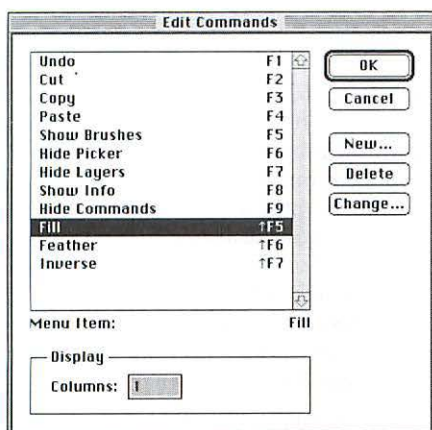 Edit Commands
Undo F1
Cut F2
Copy F3
Paste F4
Show Brushes F5
Hide Picker F6
Hide Layers F7
Show Info F8
Hide Commands F9
Fill ↑F5
Feather ↑F6
Inverse ↑F7
OK
Cancel
New...
Delete
Change...
Menu Item: Fill
Display
Columns: 1